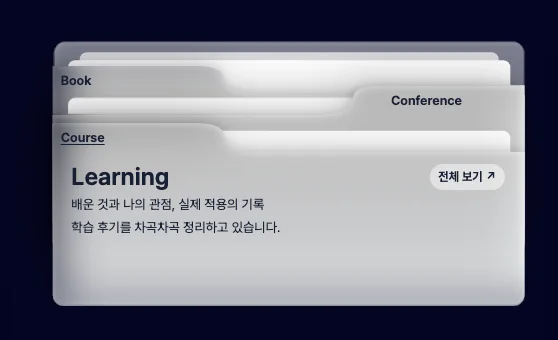 Book
Conference
Course
Learning
전체 보기 ↗
배운 것과 나의 관점, 실제 적용의 기록
학습 후기를 차곡차곡 정리하고 있습니다.